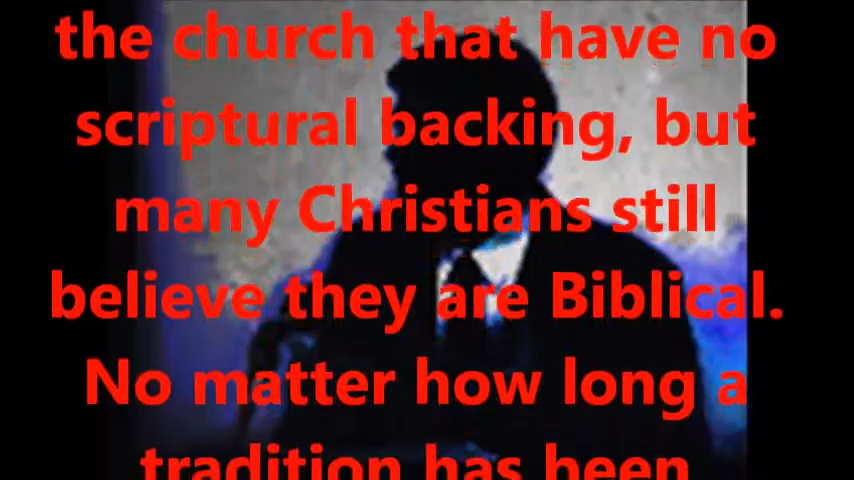 the church that have no
scriptural backing, but
many Christians still
believe they are Biblical.
No matter how long a
tradition has been